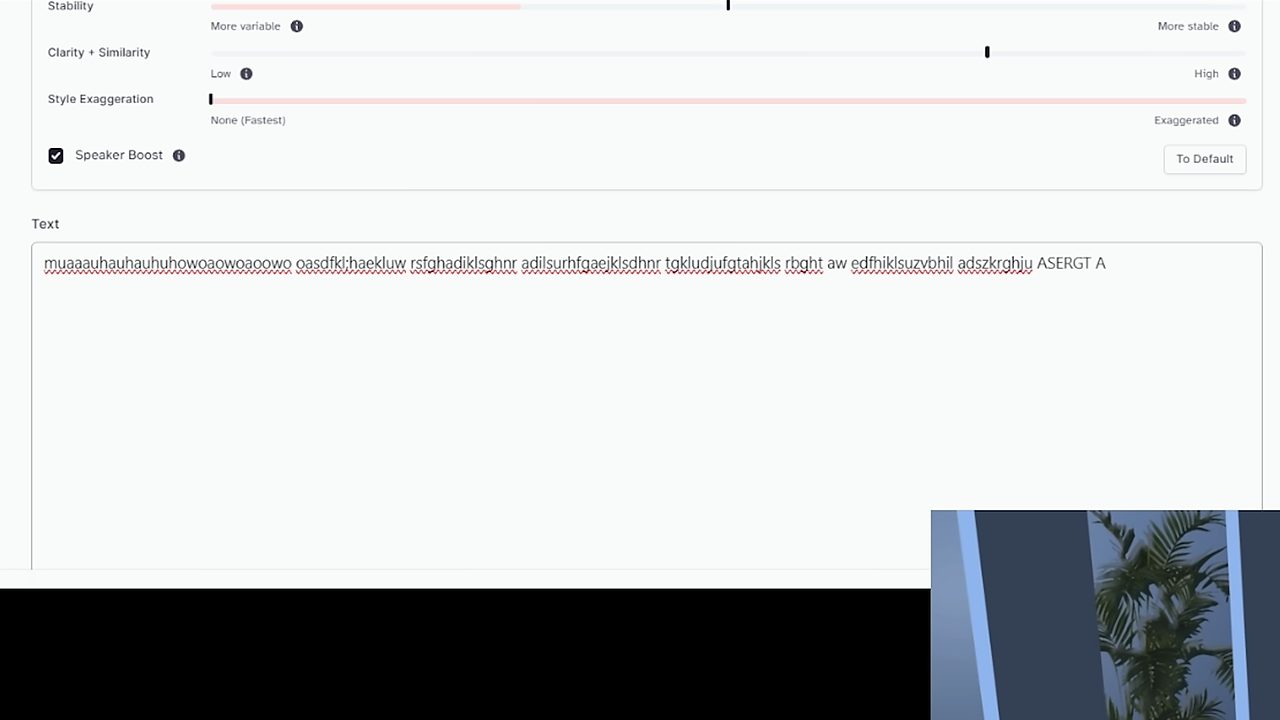 Stability
More variable More stable
Clarity + Similarity
Low High
Style Exaggeration
None (Fastest) Exaggerated
Speaker Boost To Default
Text
muaaauhauhauhuhowoaowoaoowo oasdfkl;haekluw rsfghadiklsghnr adilsurhfgaejklsdhnr tgkludjufgtahjkls rbght aw edfhiklsuzvbhil adszkrghju ASERGT A